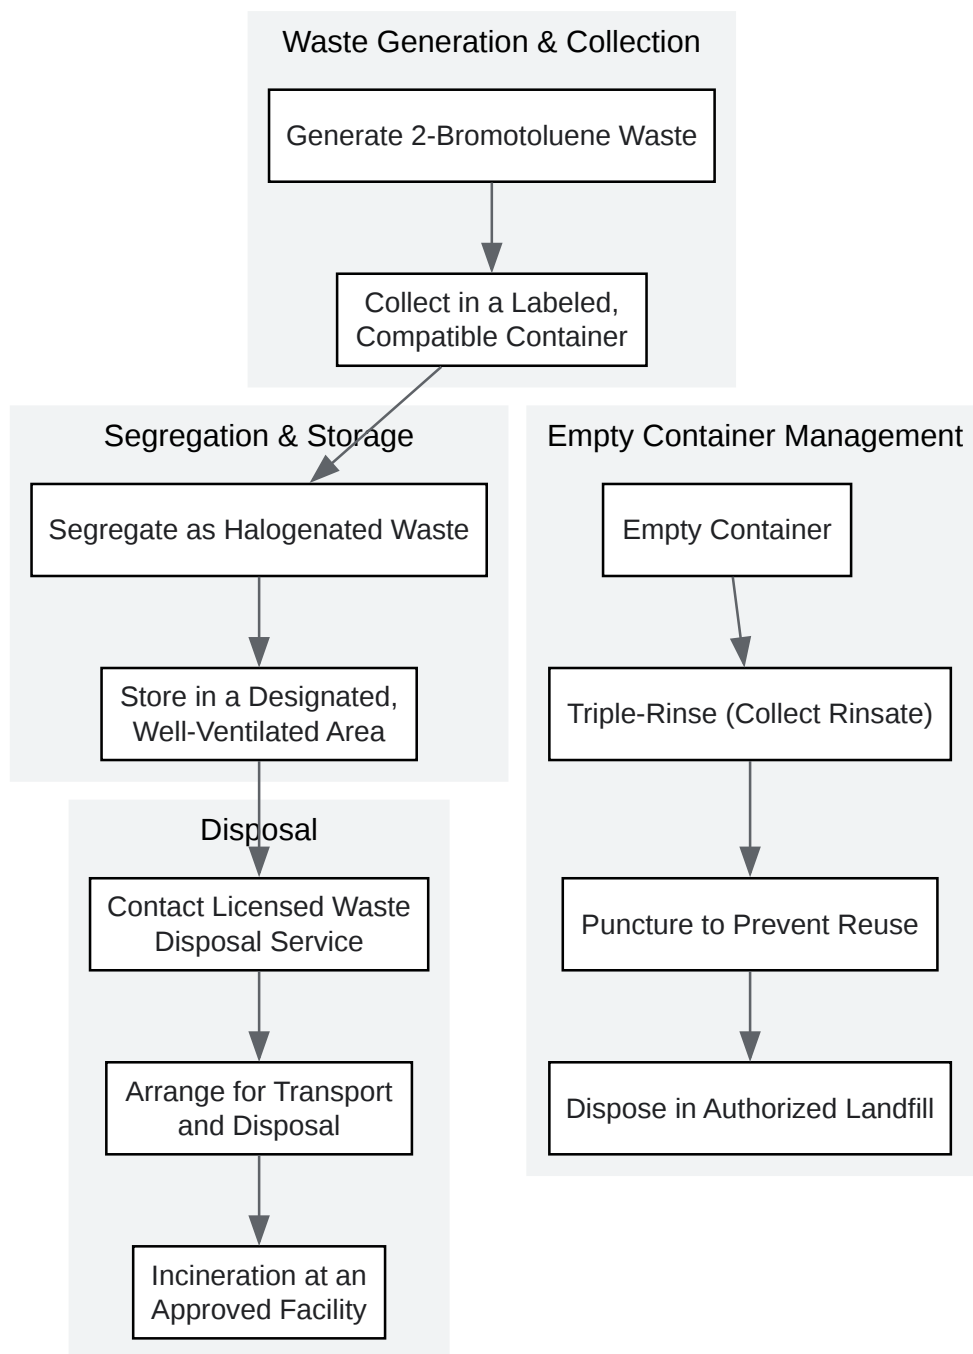 Waste Generation & Collection
Generate 2-Bromotoluene Waste
Collect in a Labeled,
Compatible Container
Segregation & Storage
Segregate as Halogenated Waste
Store in a Designated,
Well-Ventilated Area
Disposal
Contact Licensed Waste
Disposal Service
Arrange for Transport
and Disposal
Incineration at an
Approved Facility
Empty Container Management
Empty Container
Triple-Rinse (Collect Rinsate)
Puncture to Prevent Reuse
Dispose in Authorized Landfill